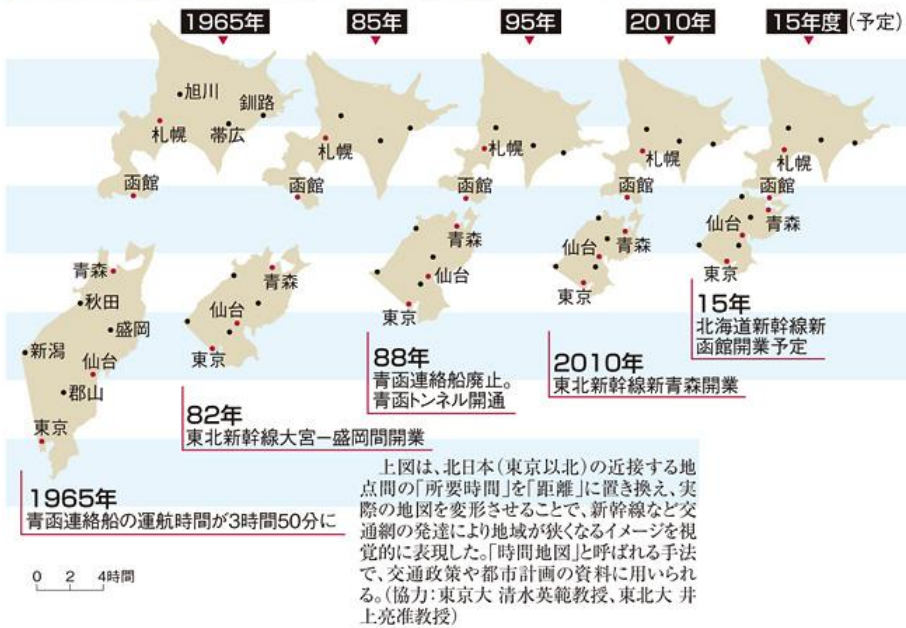 1965年
85年
95年
2010年
15年度(予定)
旭川
釧路
札幌
帯広
函館
青森
秋田
盛岡
新潟
仙台
郡山
東京
1965年
青函連絡船の運航時間が3時間50分に
札幌
函館
青森
仙台
東京
82年
東北新幹線大宮ー盛岡間開業
札幌
函館
青森
仙台
東京
88年
青函連絡船廃止。
青函トンネル開通
札幌
函館
仙台
青森
東京
2010年
東北新幹線新青森開業
札幌
函館
青森
仙台
東京
15年
北海道新幹線新
函館開業予定
上図は、北日本(東京以北)の近接する地
点間の「所要時間」を「距離」に置き換え、実
際の地図を変形させることで、新幹線など交
通網の発達により地域が狭くなるイメージを視
覚的に表現した。「時間地図」と呼ばれる手法
で、交通政策や都市計画の資料に用いられ
る。(協力:東京大 清水英範教授、東北大 井
上亮准教授)
0 2 4時間